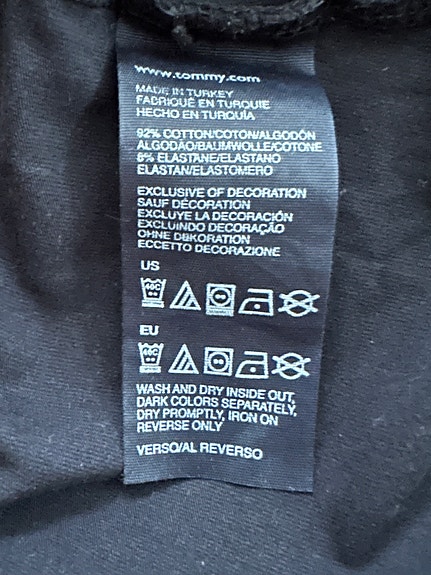 www.tommy.com
MADE IN TURKEY
FABRIQUÉ EN TURQUIE
HECHO EN TURQUÍA
92% COTTON/COTON/ALGODÓN
ALGODÃO/BAUMWOLLE/COTONE
8% ELASTANE/ELASTANO
ELASTAN/ELASTOMERO
EXCLUSIVE OF DECORATION
SAUF DÉCORATION
EXCLUYE LA DECORACIÓN
EXCLUINDO DECORAÇÃO
OHNE DEKORATION
ECCETTO DECORAZIONE
US
40C
EU
40C
WASH AND DRY INSIDE OUT,
DARK COLORS SEPARATELY,
DRY PROMPTLY, IRON ON
REVERSE ONLY
VERSO/AL REVERSO